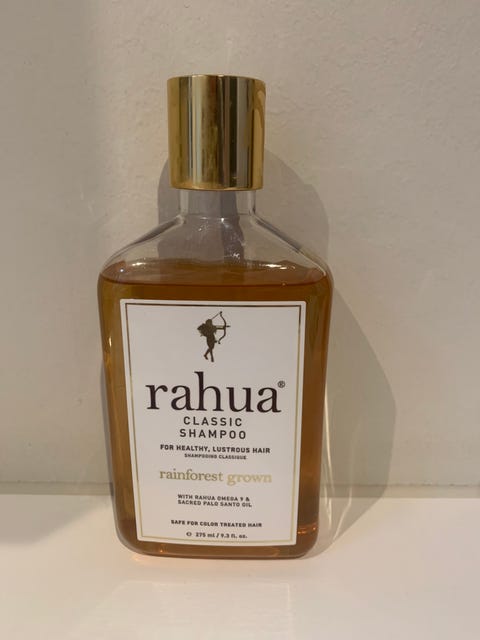 rahua®
CLASSIC
SHAMPOO
FOR HEALTHY, LUSTROUS HAIR
SHAMPOOING CLASSIQUE
rainforest grown
WITH RAHUA OMEGA 9 &
SACRED PALO SANTO OIL
SAFE FOR COLOR TREATED HAIR
℮ 275 ml / 9.3 fl. oz.